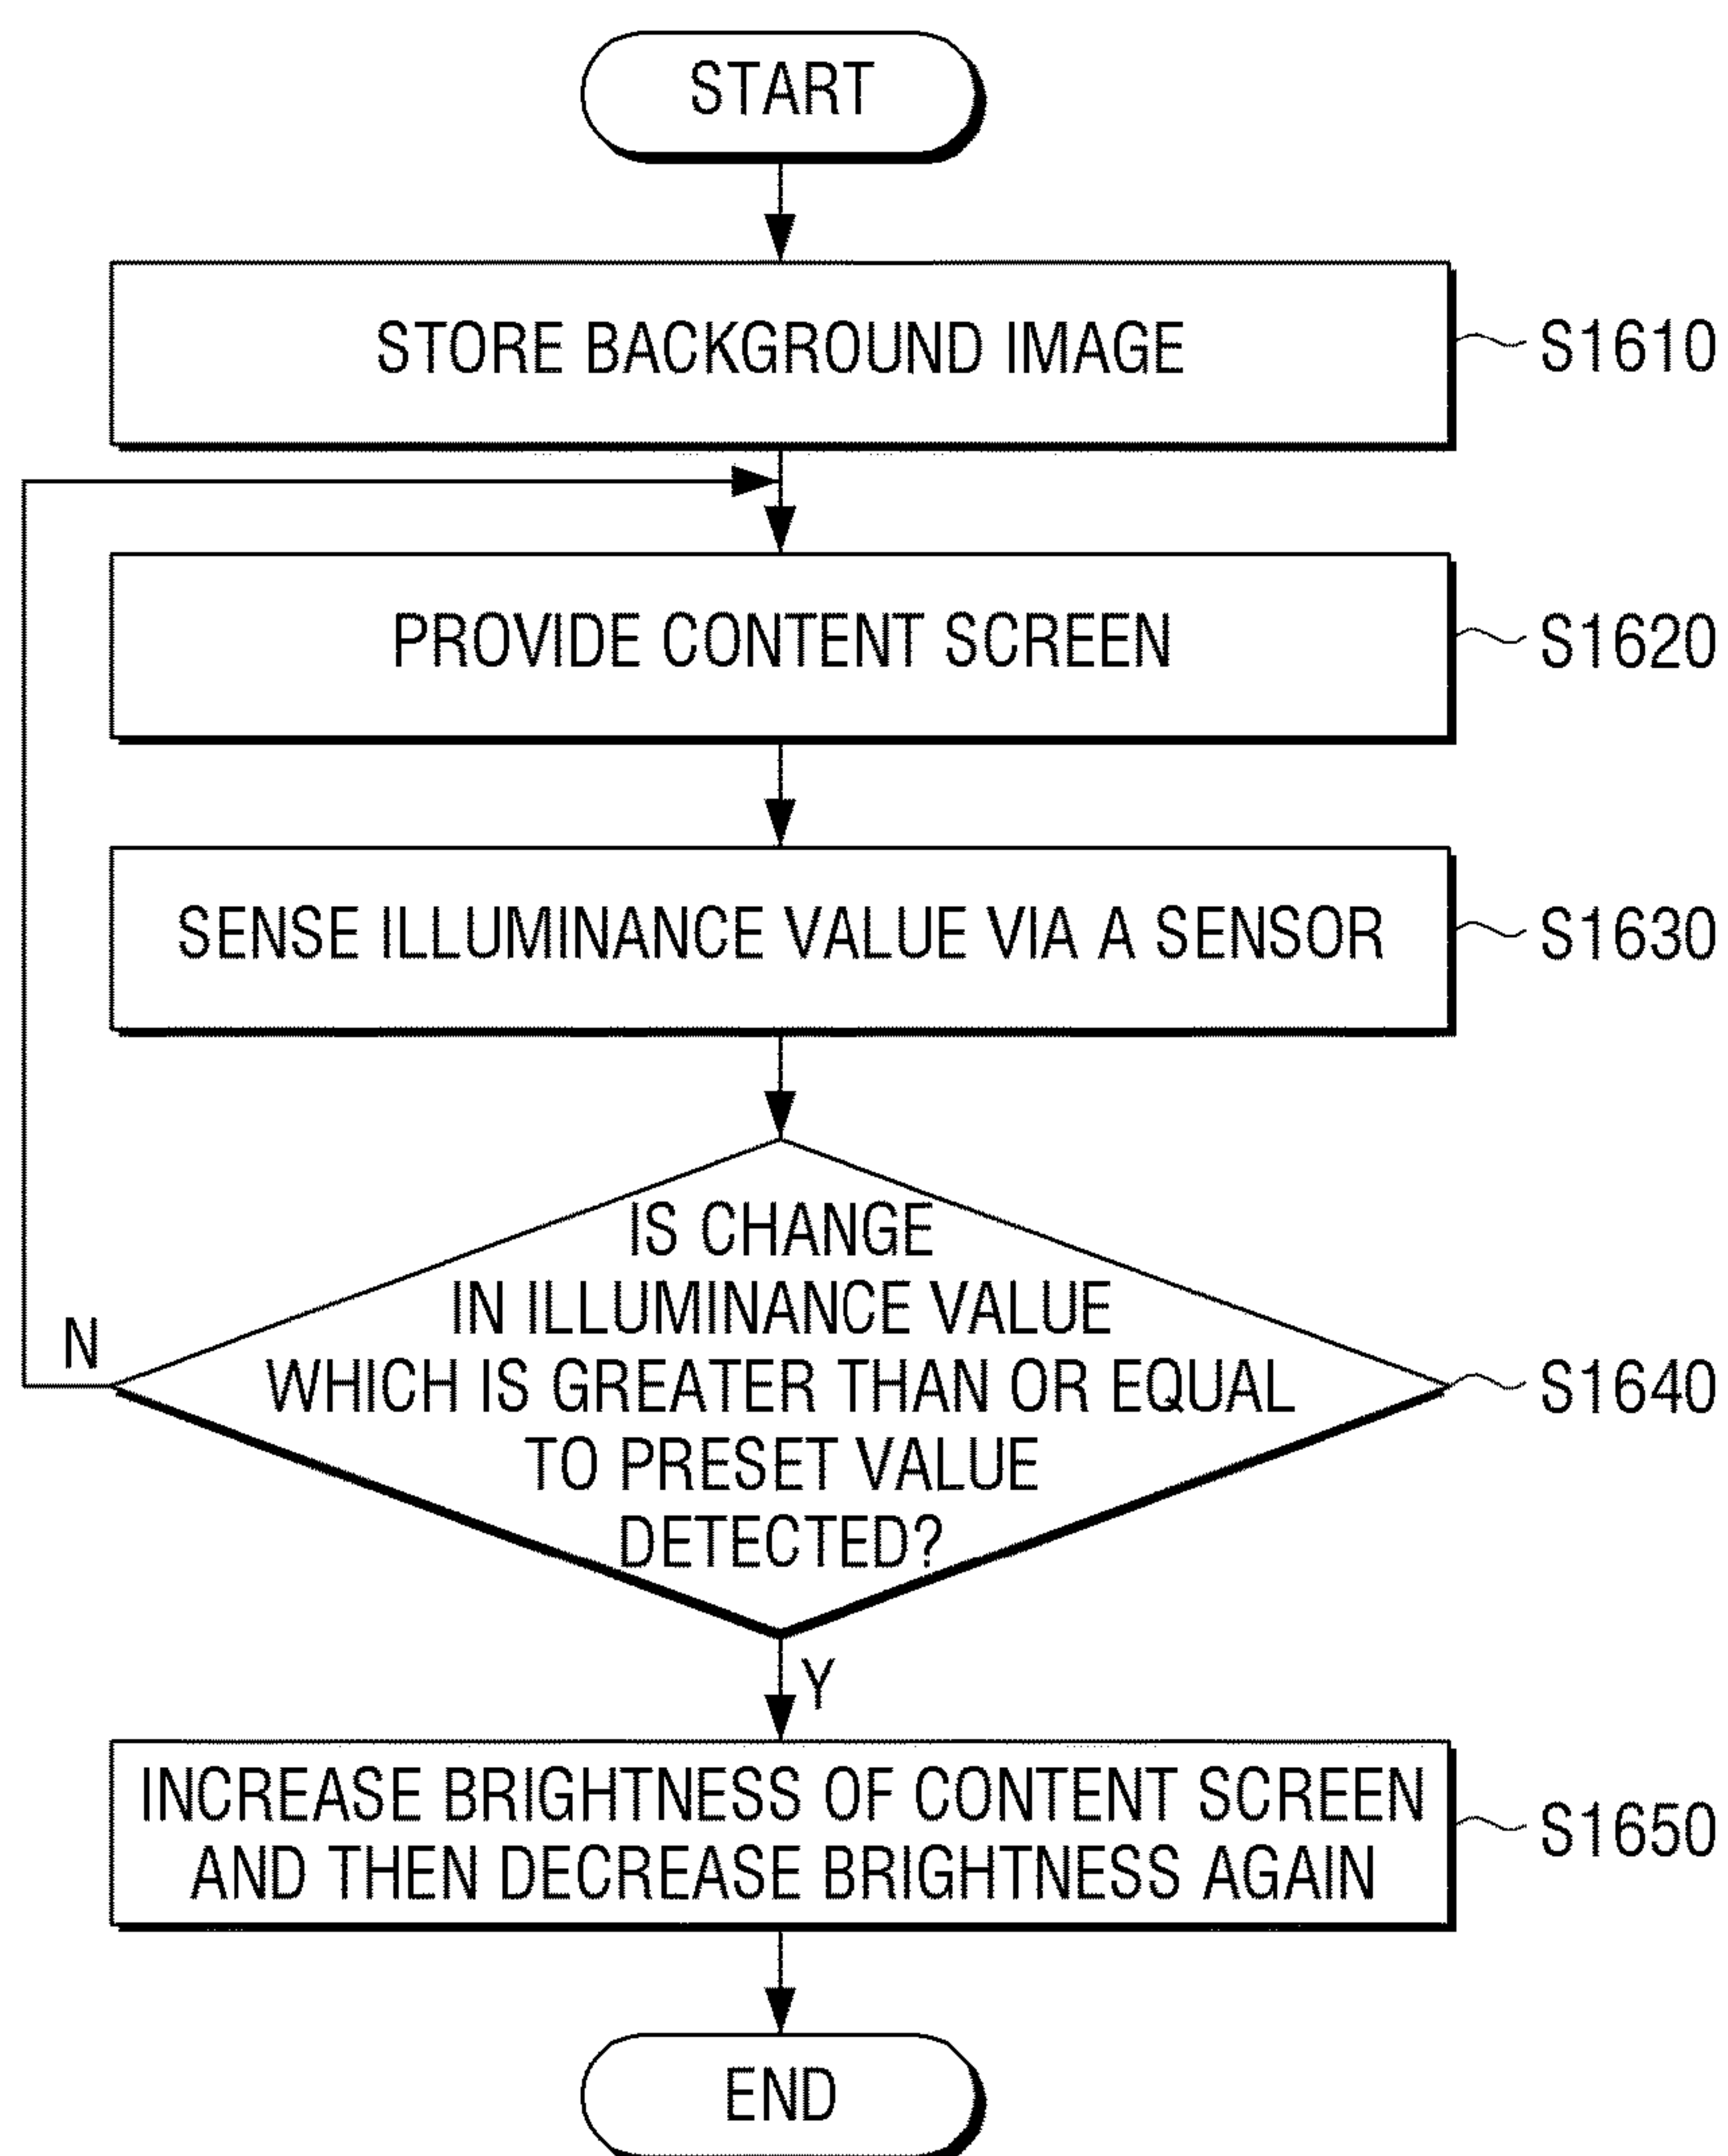 START
STORE BACKGROUND IMAGE
S1610
PROVIDE CONTENT SCREEN
S1620
SENSE ILLUMINANCE VALUE VIA A SENSOR
S1630
IS CHANGE
IN ILLUMINANCE VALUE
WHICH IS GREATER THAN OR EQUAL
TO PRESET VALUE
DETECTED?
S1640
N
Y
INCREASE BRIGHTNESS OF CONTENT SCREEN
AND THEN DECREASE BRIGHTNESS AGAIN
S1650
END